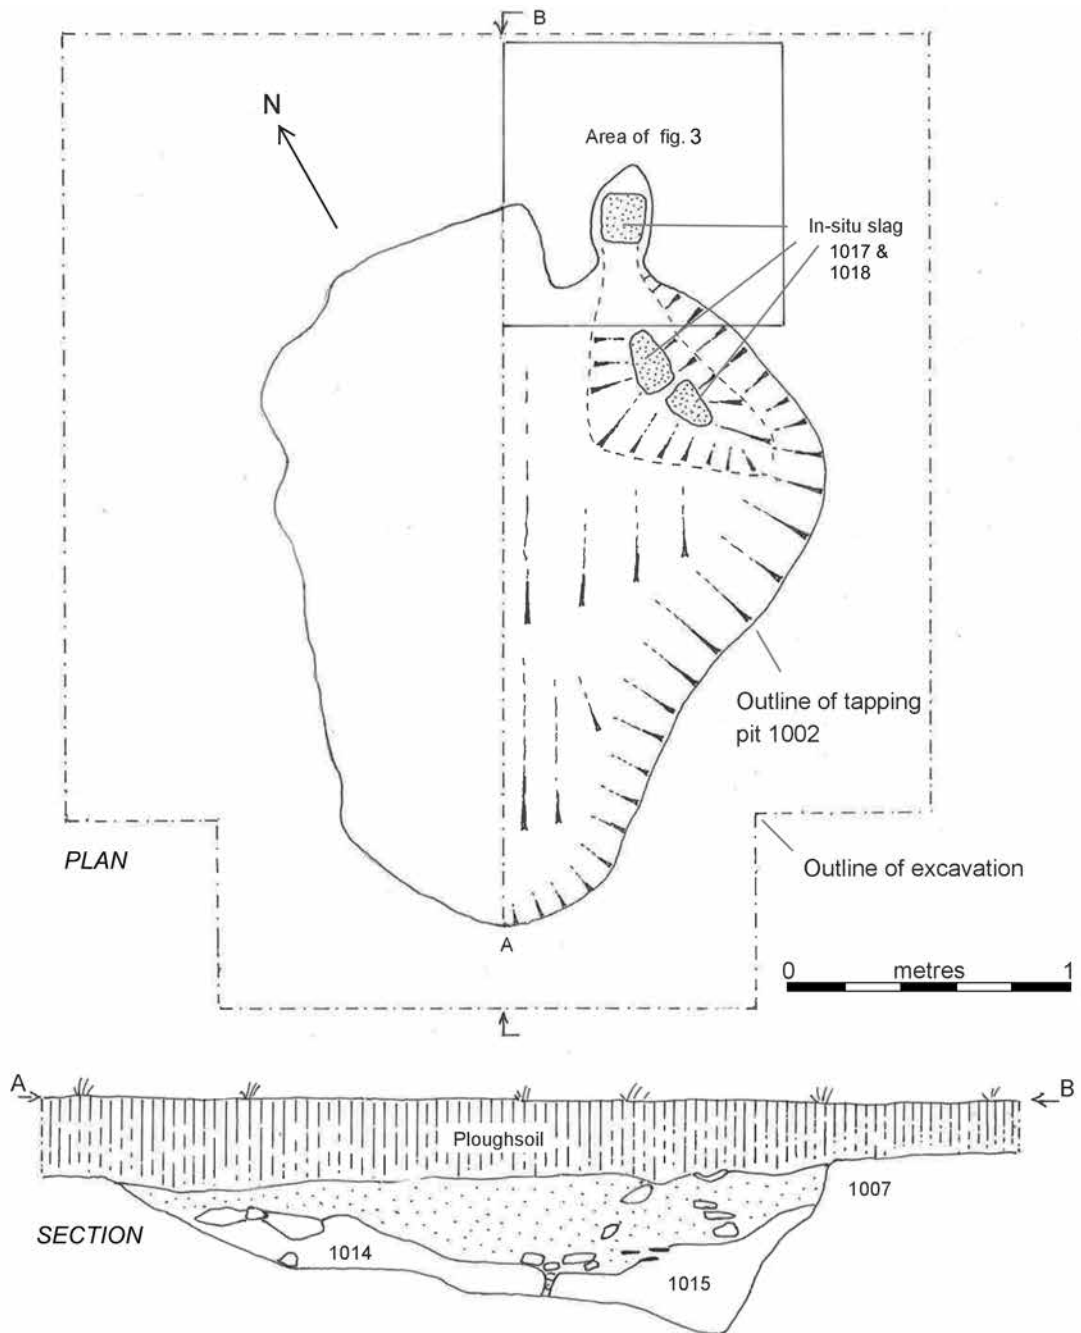 B
N
Area of fig. 3
In-situ slag
1017 &
1018
Outline of tapping
pit 1002
PLAN
Outline of excavation
A
0 metres 1
A
B
Ploughsoil
1007
SECTION
1014
1015